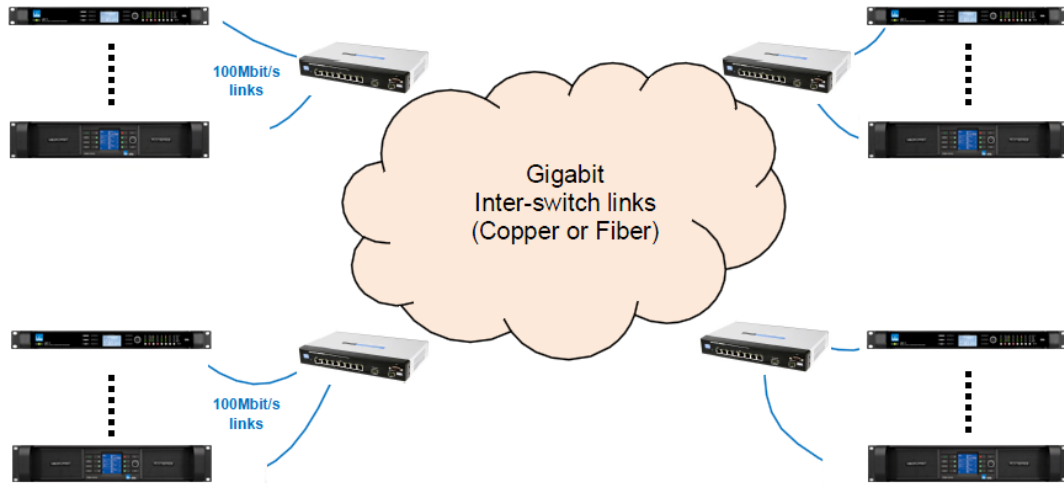 100Mbit/s
links
Gigabit
Inter-switch links
(Copper or Fiber)
100Mbit/s
links